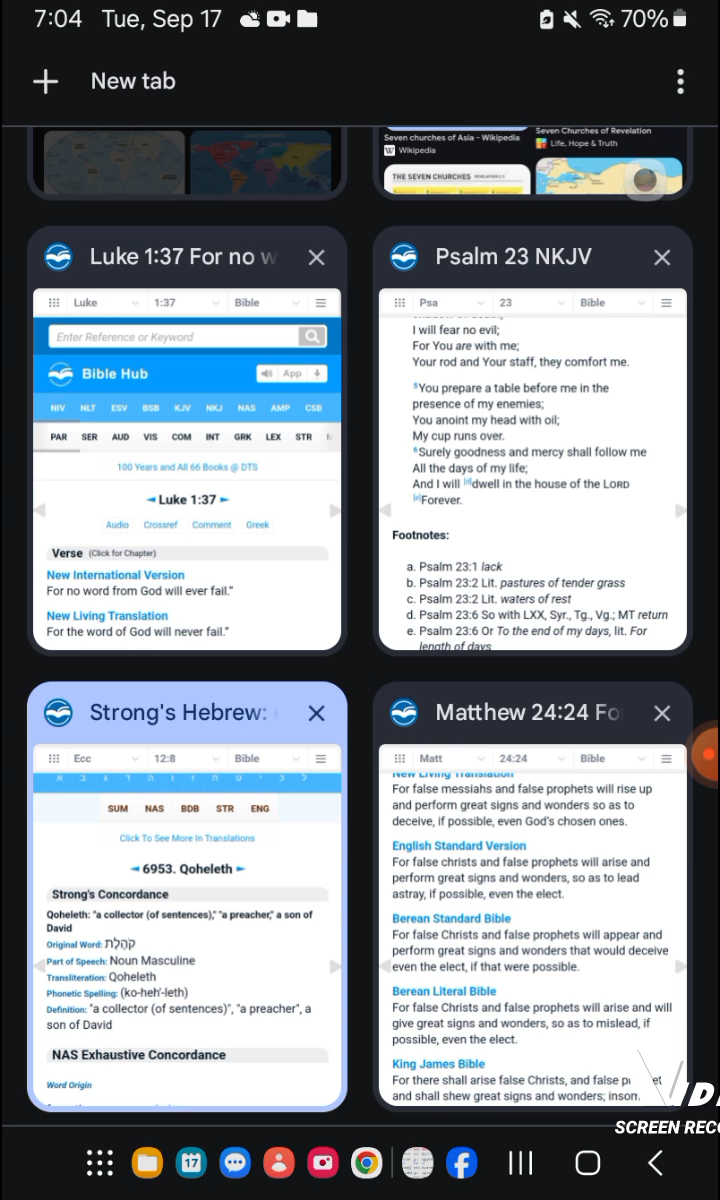 7:04 Tue, Sep 17 70%
New tab
Seven churches of Asia - Wikipedia
Wikipedia
THE SEVEN CHURCHES
Seven Churches of Revelation
Life, Hope & Truth
Luke 1:37 For no w
Luke 1:37 Bible
Enter Reference or Keyword
Bible Hub App
NIV NLT ESV BSB KJV NKJ NAS AMP CSB
PAR SER AUD VIS COM INT GRK LEX STR
100 Years and All 66 Books @ DTS
Luke 1:37
Audio Crossref Comment Greek
Verse (Click for Chapter)
New International Version
For no word from God will ever fail."
New Living Translation
For the word of God will never fail."
Psalm 23 NKJV
Psa 23 Bible
I will fear no evil;
For You are with me;
Your rod and Your staff, they comfort me.
5You prepare a table before me in the
presence of my enemies;
You anoint my head with oil;
My cup runs over.
6Surely goodness and mercy shall follow me
All the days of my life;
And I will [d]dwell in the house of the LORD
[e]Forever.
Footnotes:
a. Psalm 23:1 lack
b. Psalm 23:2 Lit. pastures of tender grass
c. Psalm 23:2 Lit. waters of rest
d. Psalm 23:6 So with LXX, Syr., Tg., Vg.; MT return
e. Psalm 23:6 Or To the end of my days, lit. For
length of days
Strong's Hebrew:
Ecc 12:8 Bible
SUM NAS BDB STR ENG
Click To See More In Translations
6953. Qoheleth
Strong's Concordance
Qoheleth: "a collector (of sentences)," "a preacher," a son of
David
Original Word: קֹהֶלֶת
Part of Speech: Noun Masculine
Transliteration: Qoheleth
Phonetic Spelling: (ko-heh'-leth)
Definition: "a collector (of sentences)", "a preacher", a
son of David
NAS Exhaustive Concordance
Word Origin
Matthew 24:24 Fo
Matt 24:24 Bible
New Living Translation
For false messiahs and false prophets will rise up
and perform great signs and wonders so as to
deceive, if possible, even God's chosen ones.
English Standard Version
For false christs and false prophets will arise and
perform great signs and wonders, so as to lead
astray, if possible, even the elect.
Berean Standard Bible
For false Christs and false prophets will appear and
perform great signs and wonders that would deceive
even the elect, if that were possible.
Berean Literal Bible
For false Christs and false prophets will arise and will
give great signs and wonders, so as to mislead, if
possible, even the elect.
King James Bible
For there shall arise false Christs, and false p et
and shall shew great signs and wonders; inson
SCREEN REC
17